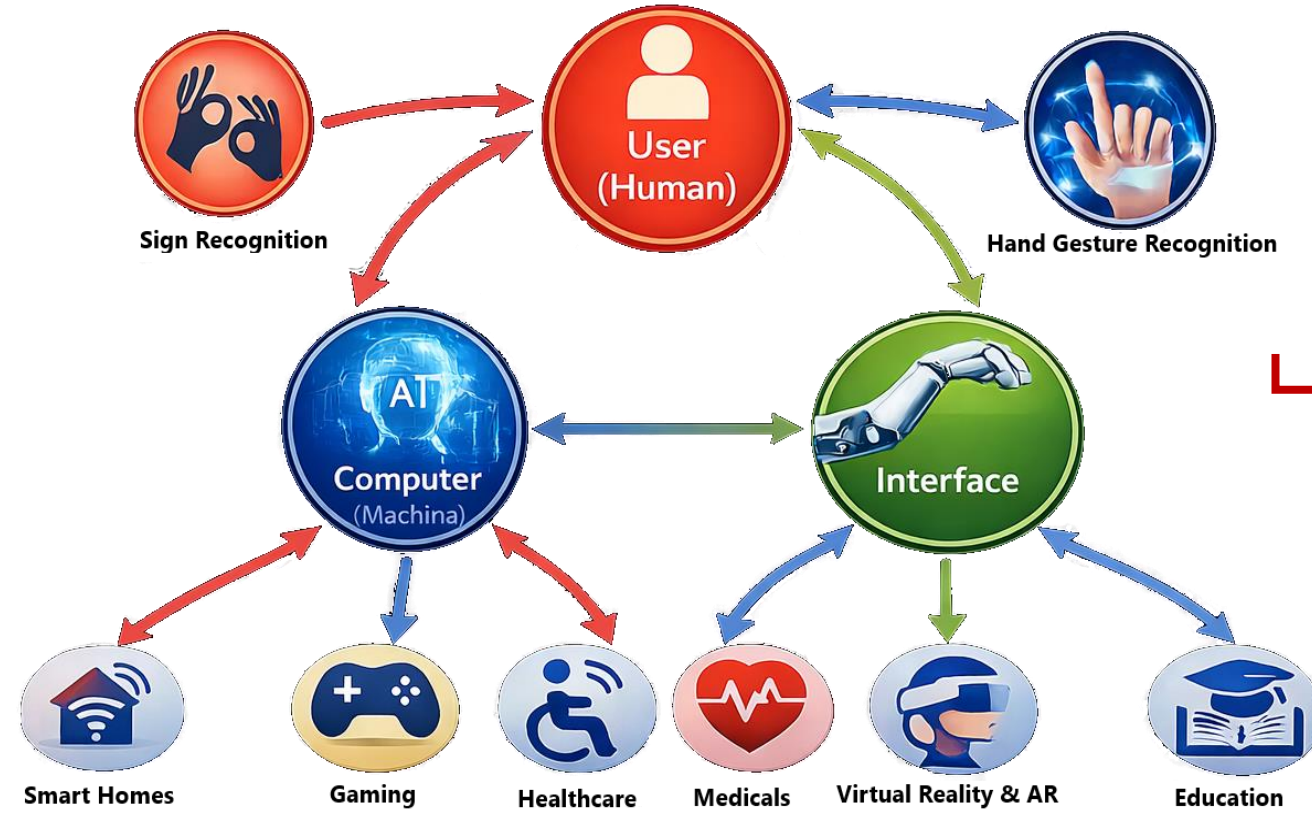 User
(Human)
Sign Recognition
Hand Gesture Recognition
AI
Computer
(Machina)
Interface
Smart Homes
Gaming
Healthcare
Medicals
Virtual Reality & AR
Education